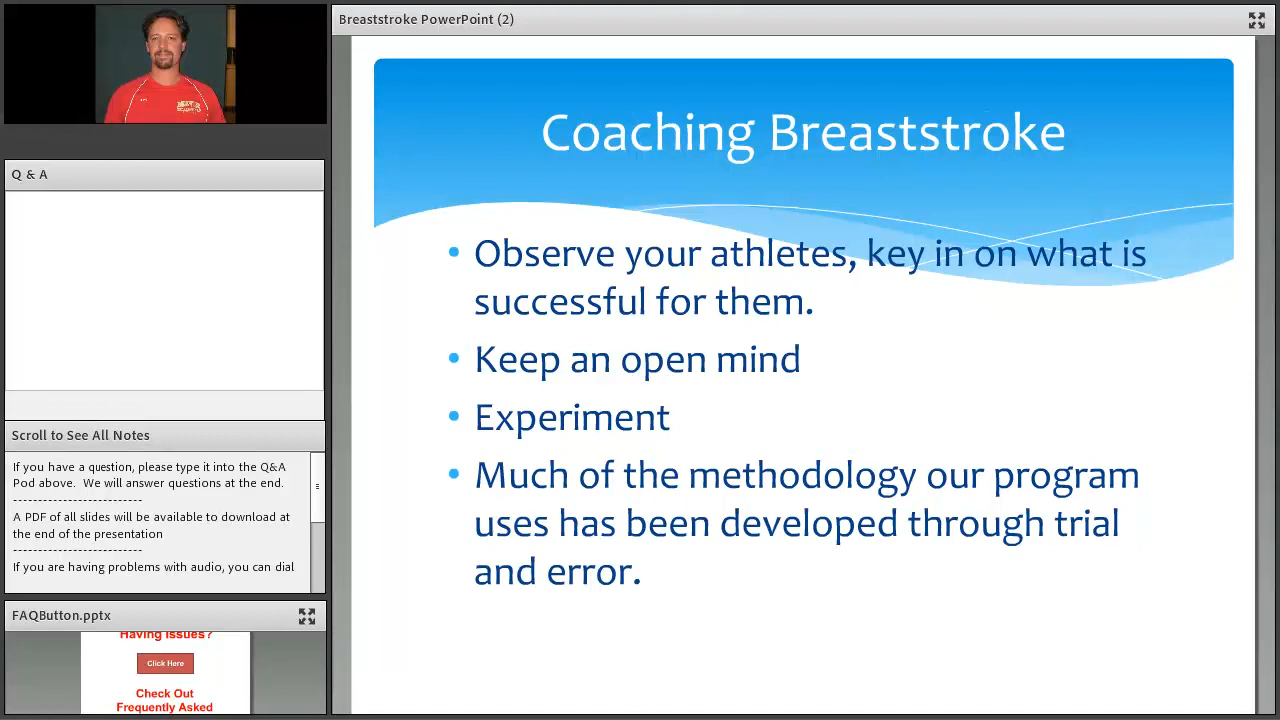 Breaststroke PowerPoint (2)
Coaching Breaststroke
• Observe your athletes, key in on what is
successful for them.
• Keep an open mind
• Experiment
• Much of the methodology our program
uses has been developed through trial
and error.
Q & A
Scroll to See All Notes
If you have a question, please type it into the Q&A
Pod above. We will answer questions at the end.
--------------------------
A PDF of all slides will be available to download at
the end of the presentation
--------------------------
If you are having problems with audio, you can dial
FAQButton.pptx
Having Issues?
Click Here
Check Out
Frequently Asked